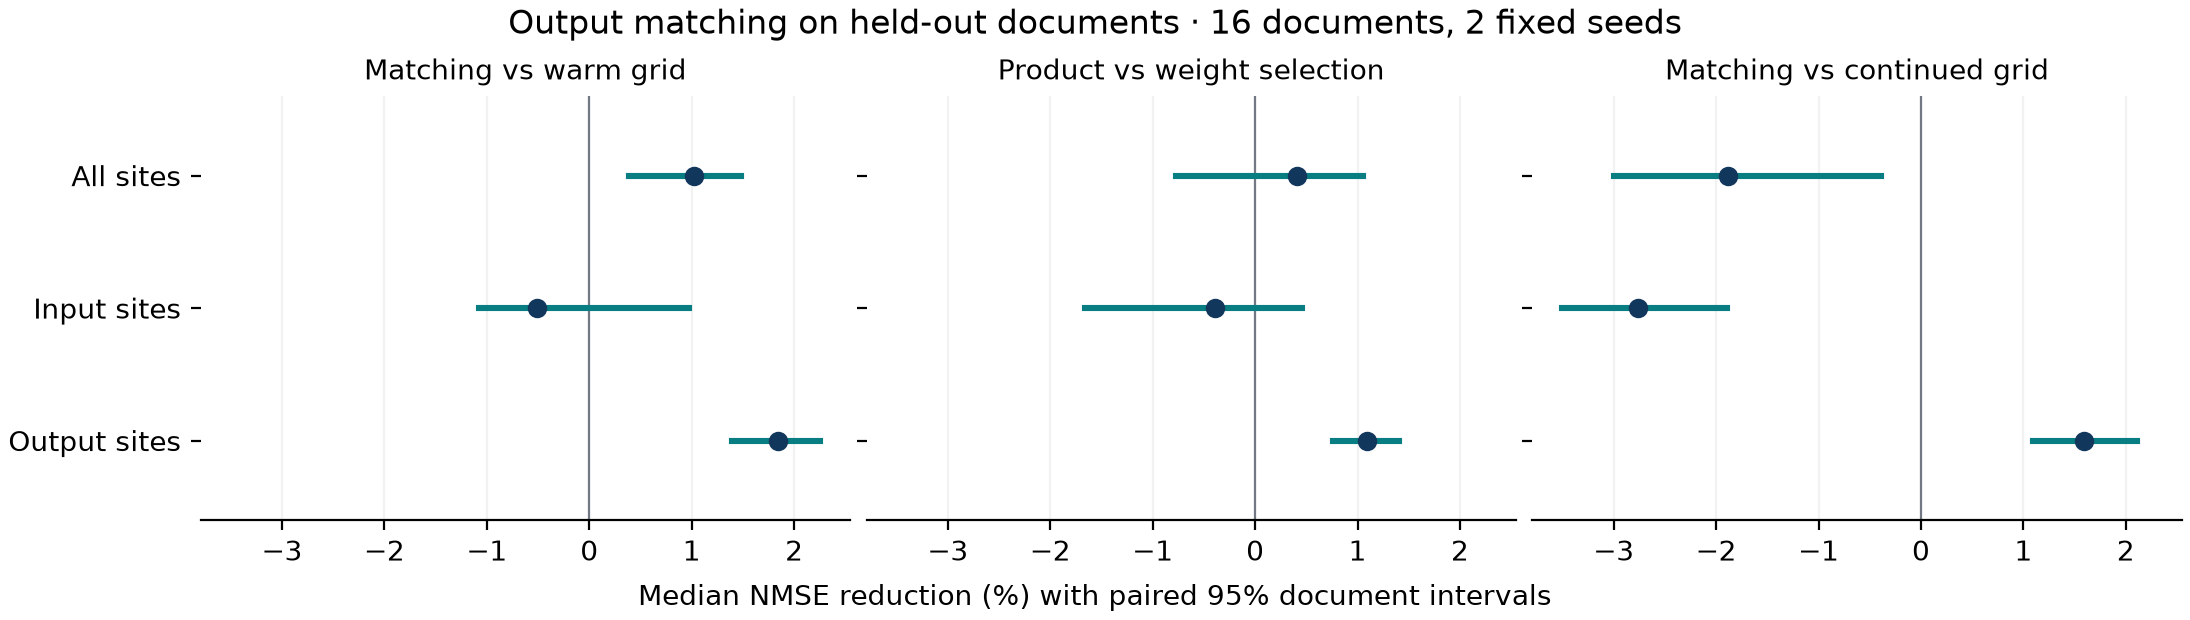 Output matching on held-out documents · 16 documents, 2 fixed seeds
Matching vs warm grid
Product vs weight selection
Matching vs continued grid
All sites
Input sites
Output sites
−3 −2 −1 0 1 2
−3 −2 −1 0 1 2
−3 −2 −1 0 1 2
Median NMSE reduction (%) with paired 95% document intervals